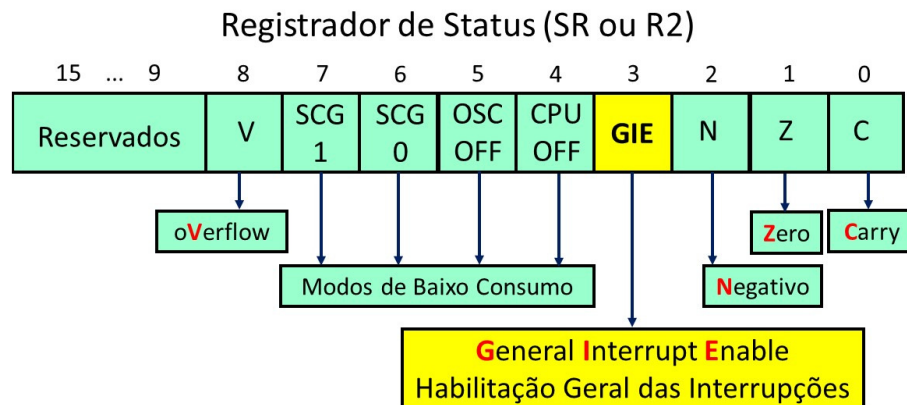 Registrador de Status (SR ou R2)
15 ... 9 8 7 6 5 4 3 2 1 0
Reservados V SCG 1 SCG 0 OSC OFF CPU OFF GIE N Z C
oVerflow Zero Carry
Modos de Baixo Consumo Negativo
General Interrupt Enable
Habilitação Geral das Interrupções